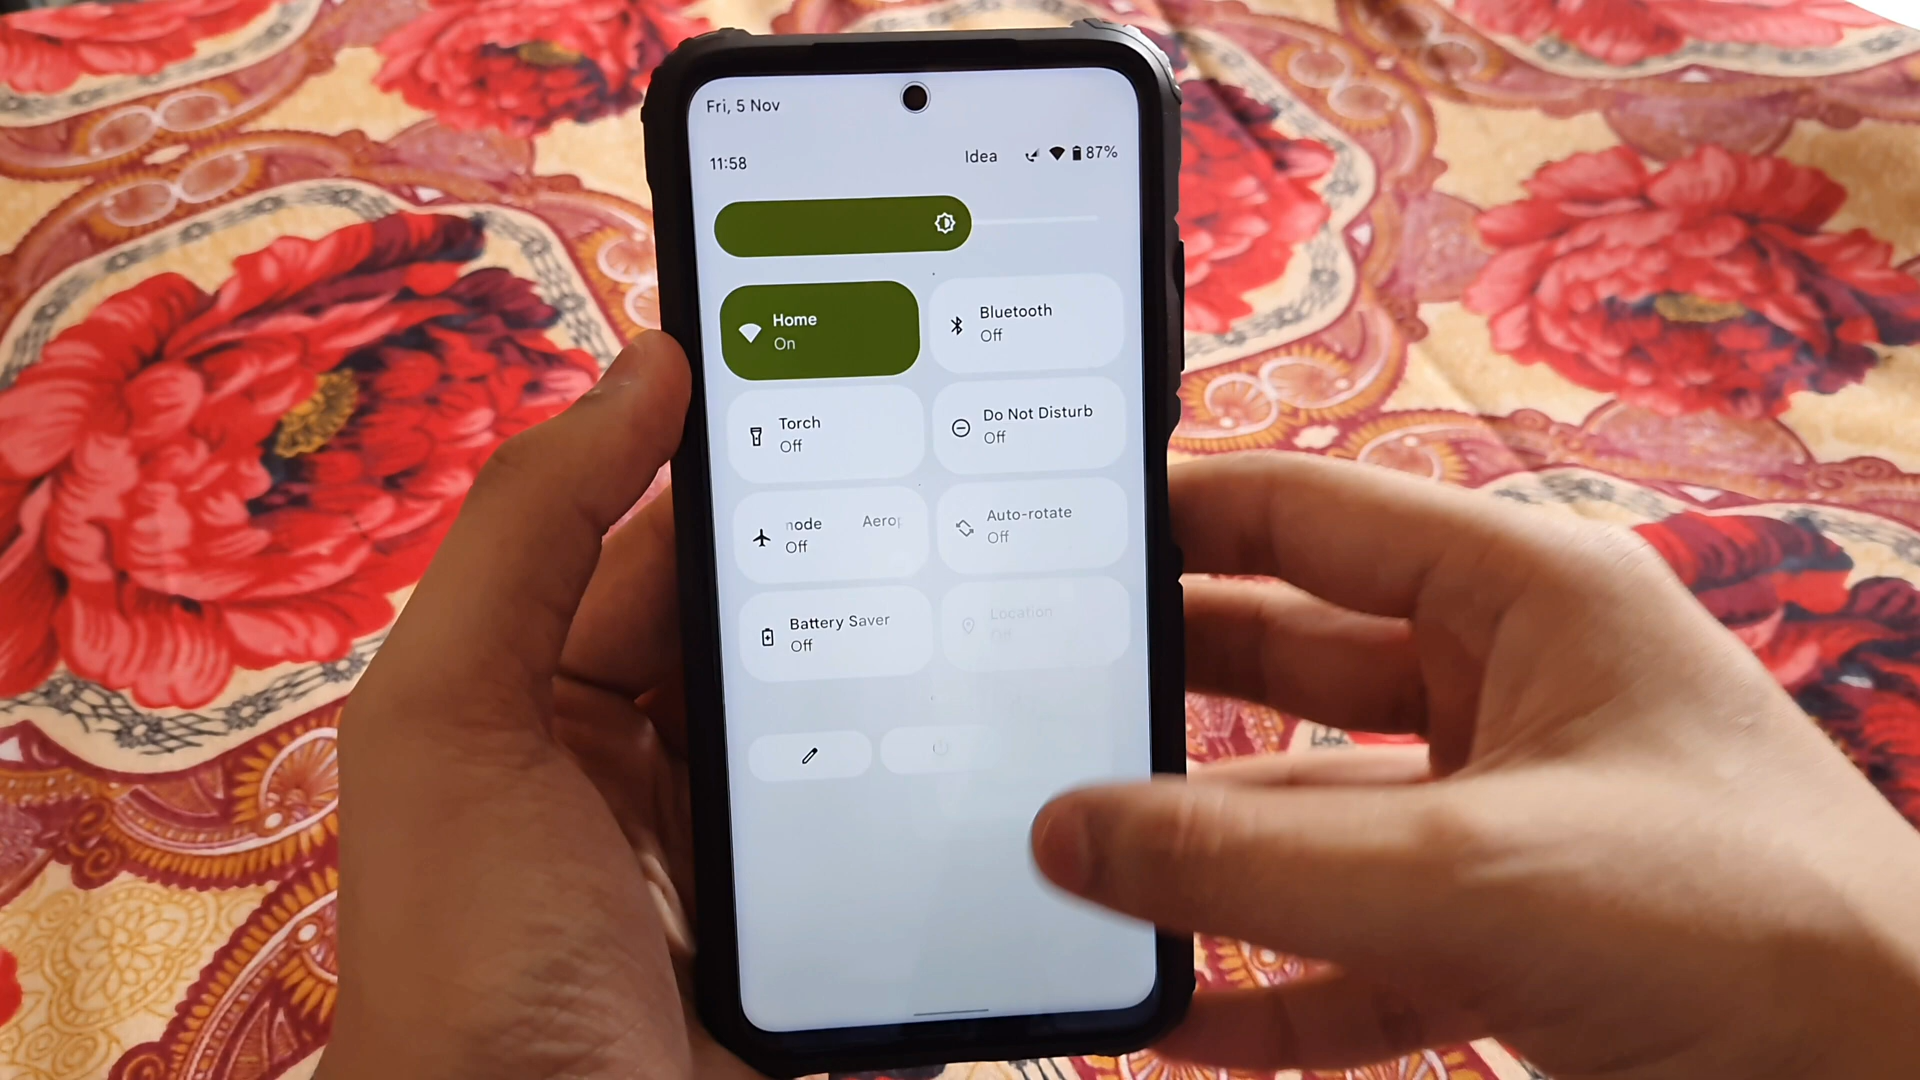 Fri, 5 Nov
11:58
Idea
87%
Home
On
Bluetooth
Off
Torch
Off
Do Not Disturb
Off
node Aerop
Off
Auto-rotate
Off
Battery Saver
Off
Location